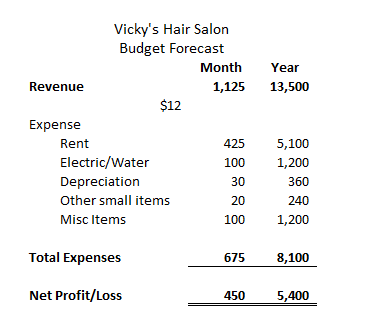 Vicky's Hair Salon
Budget Forecast
Month Year
Revenue 1,125 13,500
$12
Expense
Rent 425 5,100
Electric/Water 100 1,200
Depreciation 30 360
Other small items 20 240
Misc Items 100 1,200
Total Expenses 675 8,100
Net Profit/Loss 450 5,400